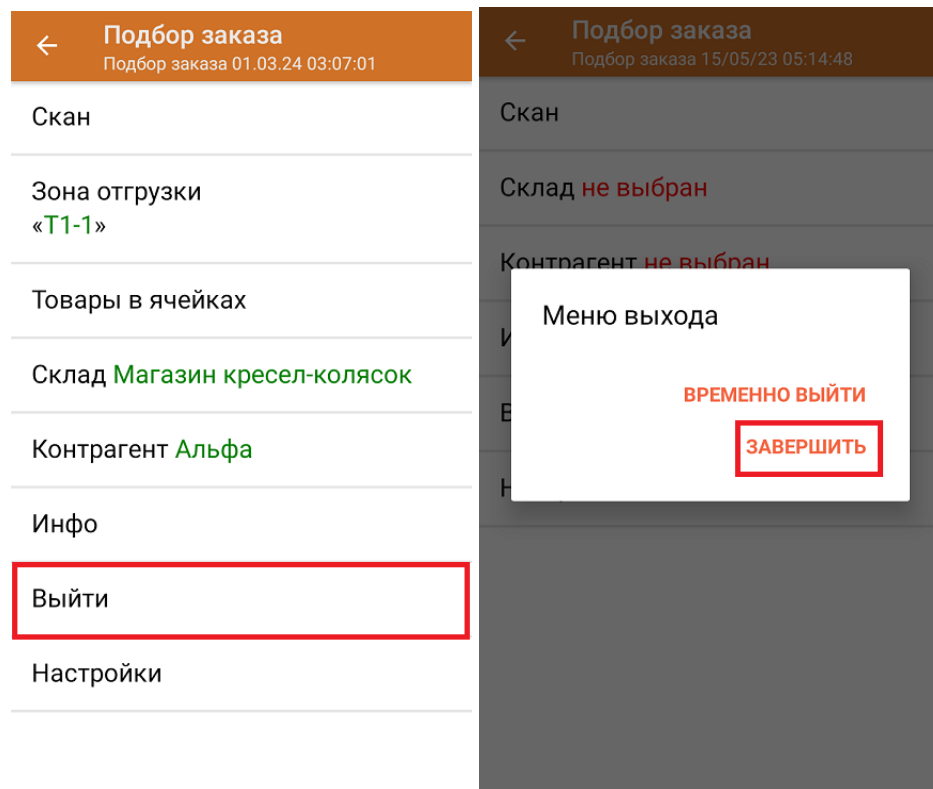 Подбор заказа
Подбор заказа 01.03.24 03:07:01
Скан
Зона отгрузки
«Т1-1»
Товары в ячейках
Склад Магазин кресел-колясок
Контрагент Альфа
Инфо
Выйти
Настройки
Подбор заказа
Подбор заказа 15/05/23 05:14:48
Скан
Склад не выбран
Контрагент не выбран
Меню выхода
ВРЕМЕННО ВЫЙТИ
ЗАВЕРШИТЬ